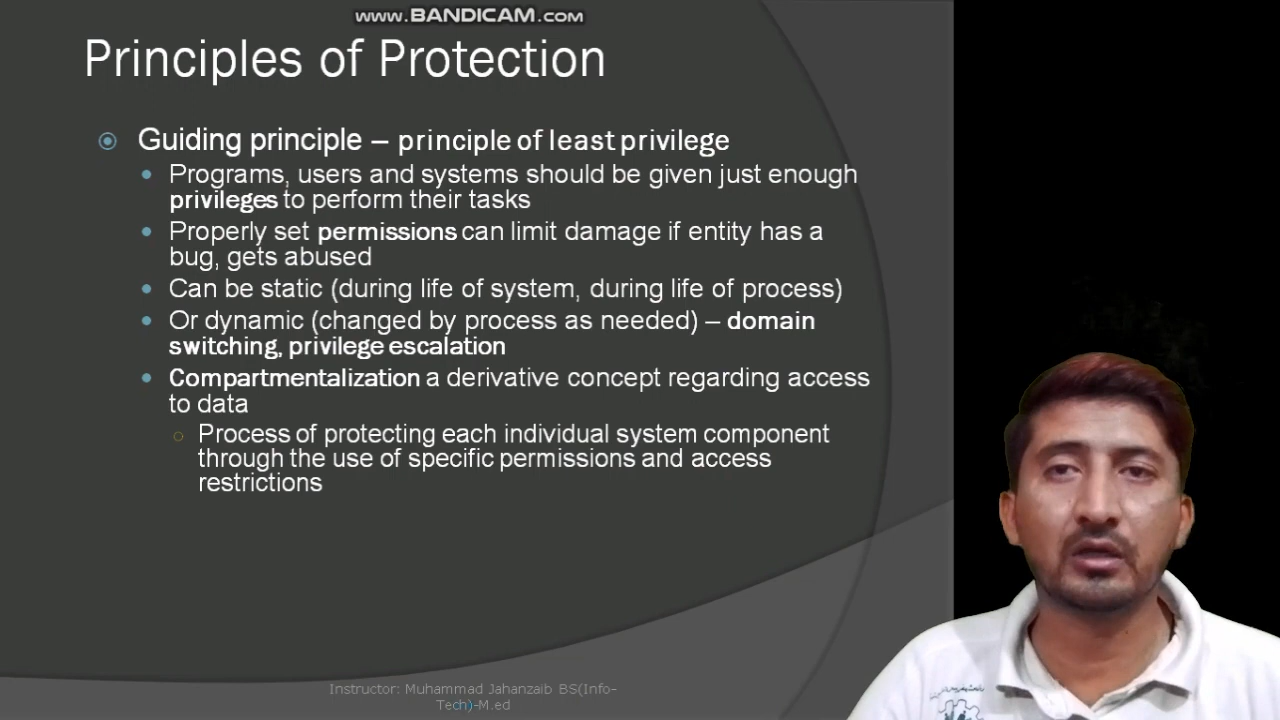 www.BANDICAM.com
Principles of Protection
Guiding principle – principle of least privilege
Programs, users and systems should be given just enough
privileges to perform their tasks
Properly set permissions can limit damage if entity has a
bug, gets abused
Can be static (during life of system, during life of process)
Or dynamic (changed by process as needed) – domain
switching, privilege escalation
Compartmentalization a derivative concept regarding access
to data
Process of protecting each individual system component
through the use of specific permissions and access
restrictions
Instructor: Muhammad Jahanzaib BS(Info-
Tech)-M.ed